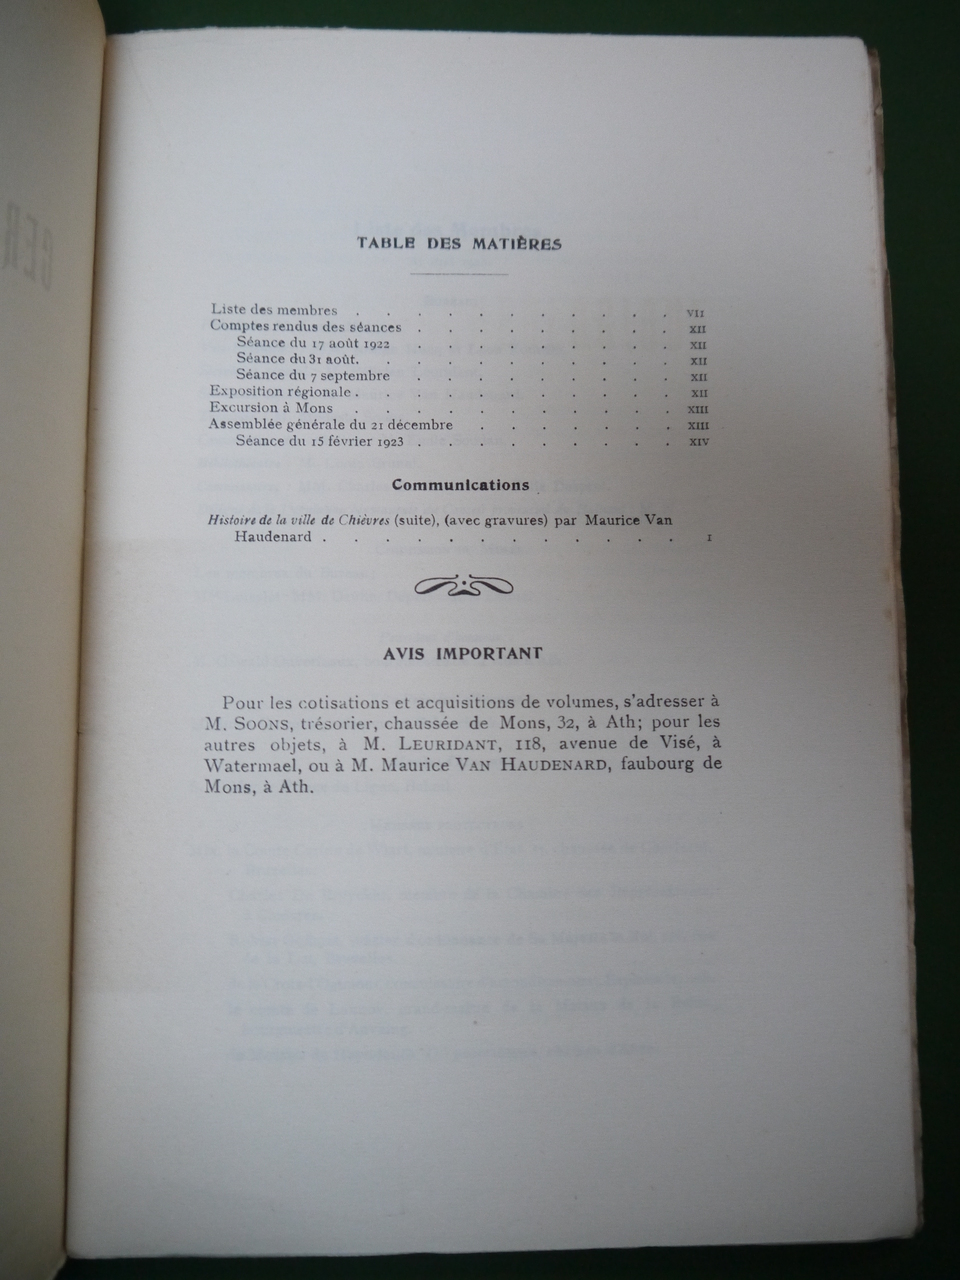 TABLE DES MATIÈRES
Liste des membres . . . . . . . . . . . VII
Comptes rendus des séances . . . . . . . . . XII
Séance du 17 août 1922 . . . . . . . . . XII
Séance du 31 août. . . . . . . . . . . XII
Séance du 7 septembre . . . . . . . . . XII
Exposition régionale . . . . . . . . . . . XII
Excursion à Mons . . . . . . . . . . . XIII
Assemblée générale du 21 décembre . . . . . . . XIII
Séance du 15 février 1923 . . . . . . . . XIV
Communications
Histoire de la ville de Chièvres (suite), (avec gravures) par Maurice Van
Haudenard . . . . . . . . . . . . 1
AVIS IMPORTANT
Pour les cotisations et acquisitions de volumes, s'adresser à
M. SOONS, trésorier, chaussée de Mons, 32, à Ath; pour les
autres objets, à M. LEURIDANT, 118, avenue de Visé, à
Watermael, ou à M. Maurice VAN HAUDENARD, faubourg de
Mons, à Ath.